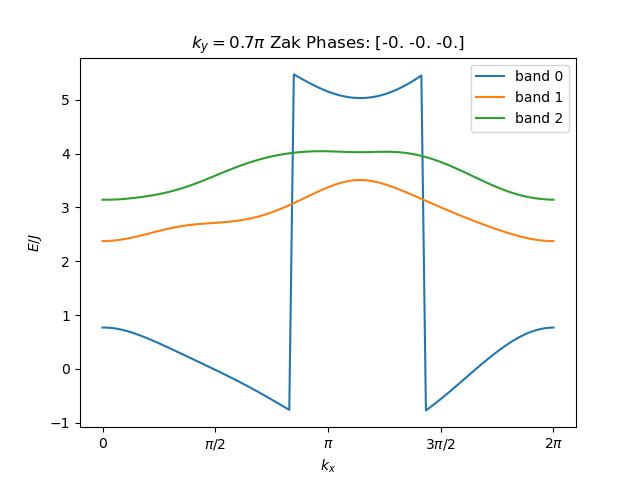 $k_y = 0.7\pi$ Zak Phases: [-0. -0. -0.]
band 0
band 1
band 2
E/J
5
4
3
2
1
0
−1
0
π/2
π
3π/2
2π
$k_x$